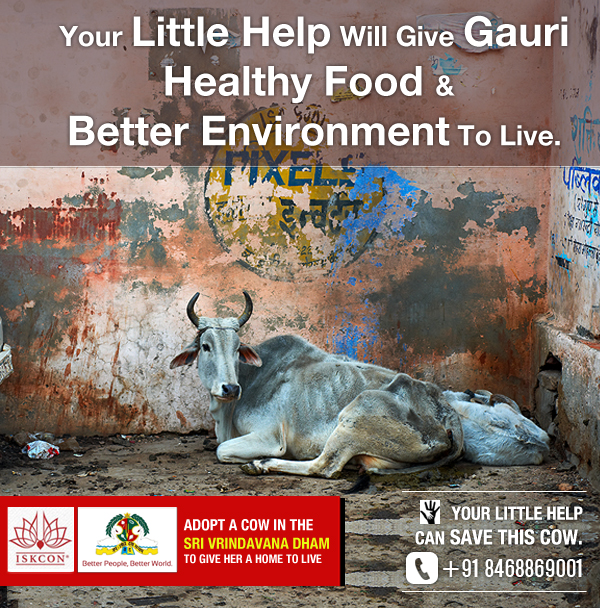 Your Little Help Will Give Gauri
Healthy Food &
Better Environment To Live.
PIXEL
पब्लिक
ISKCON®
Better People, Better World.
ADOPT A COW IN THE
SRI VRINDAVANA DHAM
TO GIVE HER A HOME TO LIVE
YOUR LITTLE HELP
CAN SAVE THIS COW.
+91 8468869001